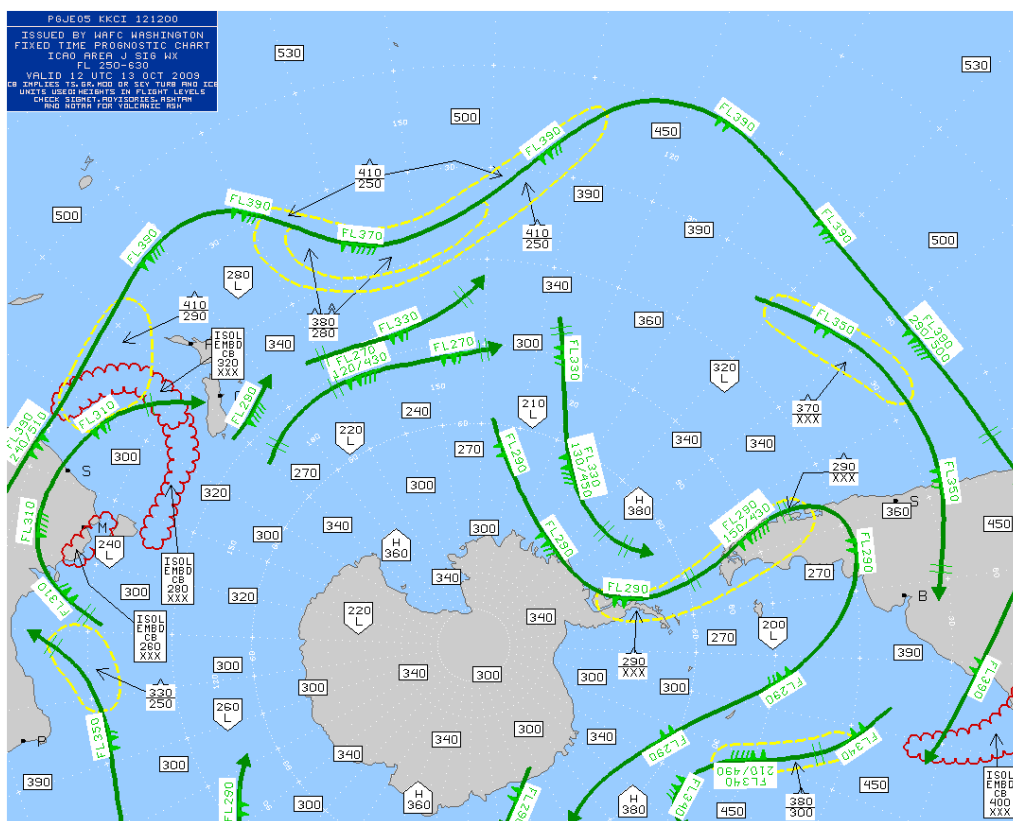 PGJE05 KKCI 121200
ISSUED BY WAFC WASHINGTON
FIXED TIME PROGNOSTIC CHART
ICAO AREA J SIG WX
FL 250-630
VALID 12 UTC 13 OCT 2009
CB IMPLIES TS,GR,MOD OR SEV TURB AND ICE
UNITS USED:HEIGHTS IN FLIGHT LEVELS
CHECK SIGMET,ADVISORIES,ASHTAM
AND NOTAM FOR VOLCANIC ASH
530
530
500
150
450
120
FL390
FL390
410
250
390
FL390
500
FL390
FL370
410
250
390
FL390
500
280
L
340
410
290
380
280
FL330
360
FL350
FL390
290/500
ISOL
EMBD
CB
320
XXX
340
FL270
120/430
FL270
300
FL330
320
L
370
XXX
FL310
FL290
240
210
L
FL390
240/510
300
220
L
FL290
340
340
290
XXX
S
270
270
FL330
130/450
320
300
H
380
FL290
150/430
S
360
FL310
M
340
300
450
240
L
H
360
FL290
FL350
ISOL
EMBD
CB
280
XXX
340
FL290
270
FL310
300
320
FL290
B
220
L
340
ISOL
EMBD
CB
260
XXX
270
200
L
390
300
340
300
290
XXX
300
FL390
330
250
300
300
FL290
260
L
FL350
P
340
340
340
FL290
FL340
390
300
FL340
210/490
450
ISOL
EMBD
CB
400
XXX
FL290
300
H
360
FL290
H
380
FL340
450
380
300